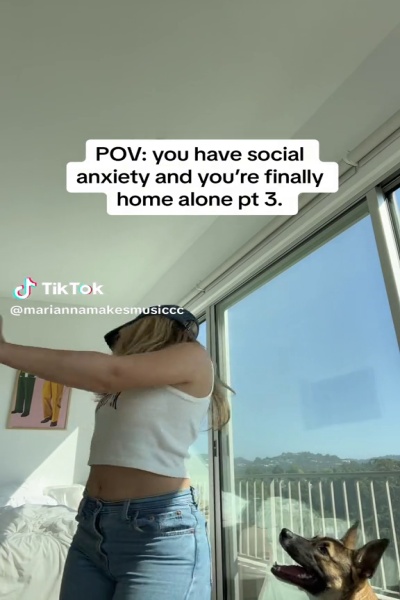 POV: you have social
anxiety and you're finally
home alone pt 3.
TikTok
@mariannamakesmusiccc